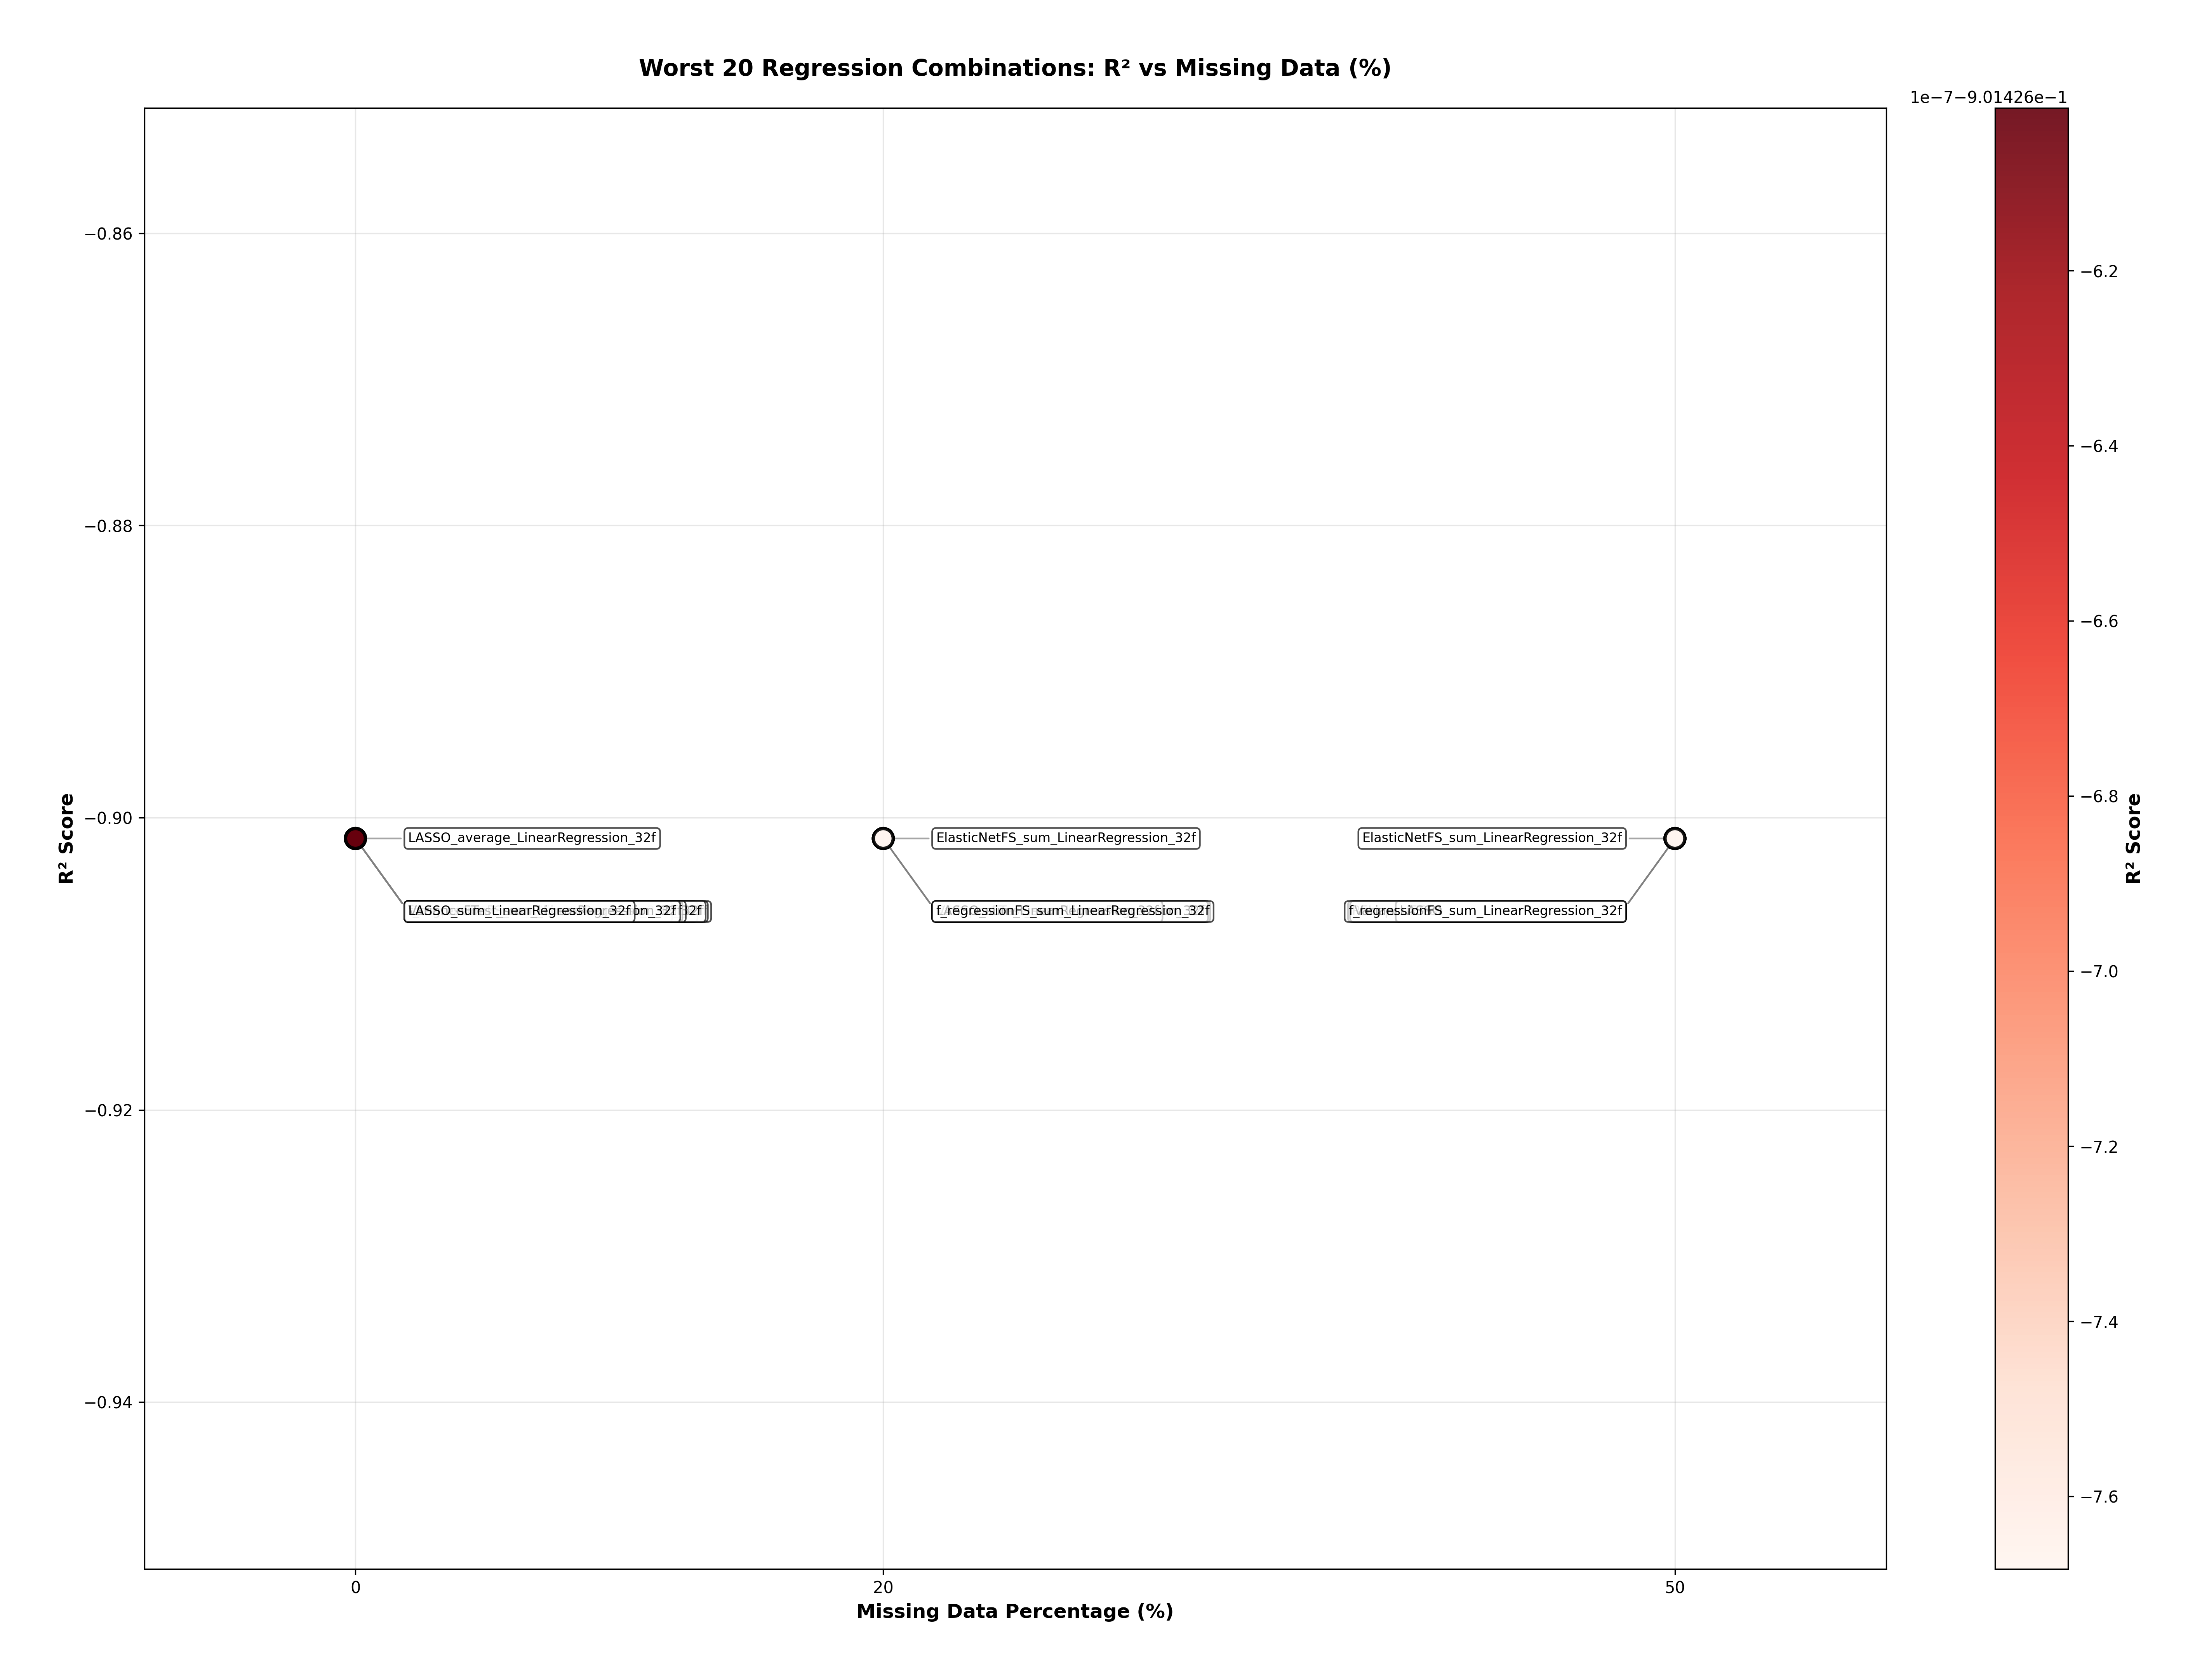 Worst 20 Regression Combinations: R² vs Missing Data (%)
1e−7−9.01426e−1
R² Score
−0.86
−0.88
−0.90
−0.92
−0.94
LASSO_average_LinearRegression_32f
LASSO_sum_LinearRegression_32f
ElasticNetFS_sum_LinearRegression_32f
f_regressionFS_sum_LinearRegression_32f
ElasticNetFS_sum_LinearRegression_32f
f_regressionFS_sum_LinearRegression_32f
0
20
50
Missing Data Percentage (%)
−6.2
−6.4
−6.6
−6.8
−7.0
−7.2
−7.4
−7.6
R² Score